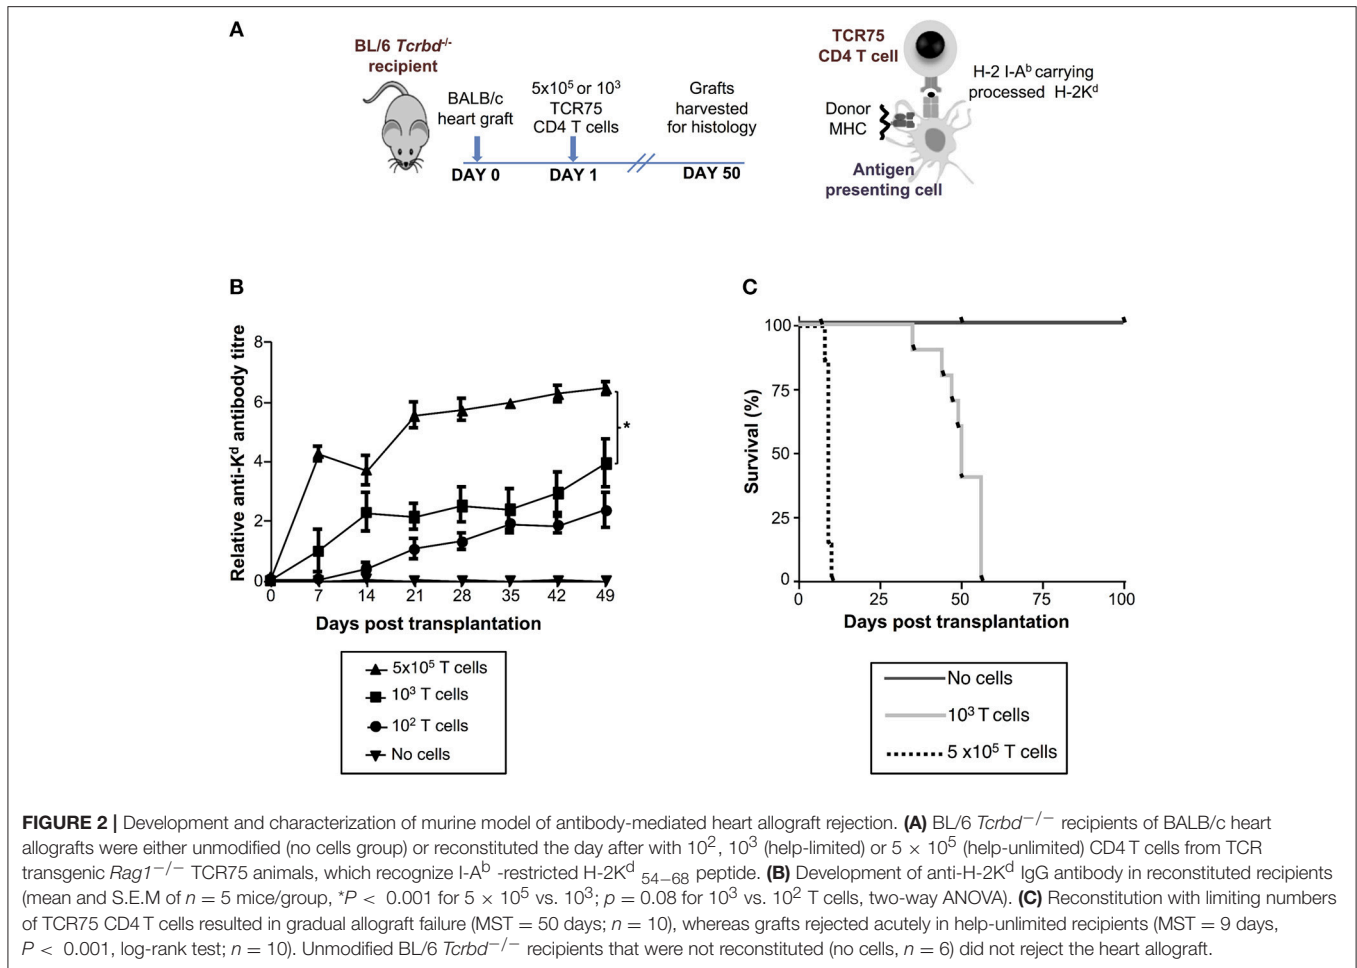 A
BL/6 Tcrbd-/-
recipient
BALB/c
heart graft
5x10⁵ or 10³
TCR75
CD4 T cells
Grafts
harvested
for histology
DAY 0
DAY 1
DAY 50
TCR75
CD4 T cell
H-2 I-Aᵇ carrying
processed H-2Kᵈ
Donor
MHC
Antigen
presenting cell
B
Relative anti-Kᵈ antibody titre
8
6
4
2
0
*
0 7 14 21 28 35 42 49
Days post transplantation
5x10⁵ T cells
10³ T cells
10² T cells
No cells
C
Survival (%)
100
75
50
25
0
0 25 50 75 100
Days post transplantation
No cells
10³ T cells
5 x10⁵ T cells
FIGURE 2 | Development and characterization of murine model of antibody-mediated heart allograft rejection. (A) BL/6 Tcrbd−/− recipients of BALB/c heart
allografts were either unmodified (no cells group) or reconstituted the day after with 10², 10³ (help-limited) or 5 × 10⁵ (help-unlimited) CD4 T cells from TCR
transgenic Rag1−/− TCR75 animals, which recognize I-Aᵇ -restricted H-2Kᵈ 54−68 peptide. (B) Development of anti-H-2Kᵈ IgG antibody in reconstituted recipients
(mean and S.E.M of n = 5 mice/group, *P < 0.001 for 5 × 10⁵ vs. 10³; p = 0.08 for 10³ vs. 10² T cells, two-way ANOVA). (C) Reconstitution with limiting numbers
of TCR75 CD4 T cells resulted in gradual allograft failure (MST = 50 days; n = 10), whereas grafts rejected acutely in help-unlimited recipients (MST = 9 days,
P < 0.001, log-rank test; n = 10). Unmodified BL/6 Tcrbd−/− recipients that were not reconstituted (no cells, n = 6) did not reject the heart allograft.